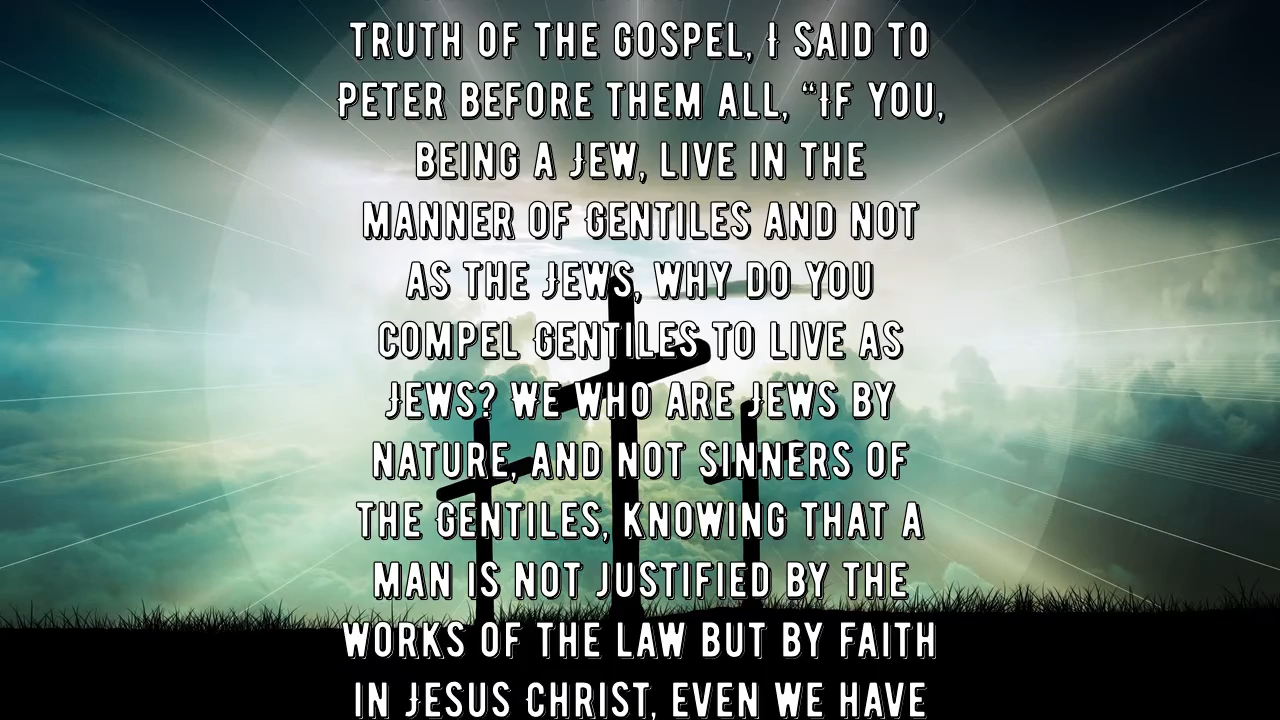 TRUTH OF THE GOSPEL, I SAID TO
PETER BEFORE THEM ALL, “IF YOU,
BEING A JEW, LIVE IN THE
MANNER OF GENTILES AND NOT
AS THE JEWS, WHY DO YOU
COMPEL GENTILES TO LIVE AS
JEWS? WE WHO ARE JEWS BY
NATURE, AND NOT SINNERS OF
THE GENTILES, KNOWING THAT A
MAN IS NOT JUSTIFIED BY THE
WORKS OF THE LAW BUT BY FAITH
IN JESUS CHRIST, EVEN WE HAVE